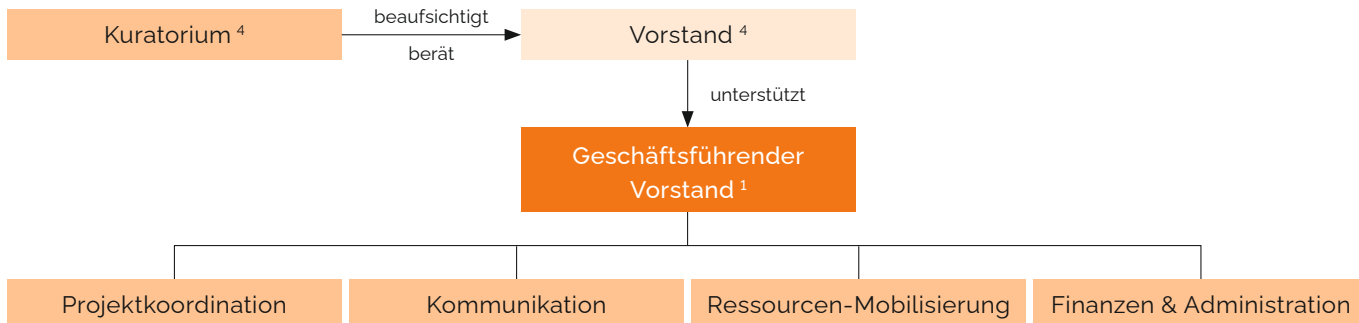 Kuratorium ⁴
beaufsichtigt
berät
Vorstand ⁴
unterstützt
Geschäftsführender
Vorstand ¹
Projektkoordination
Kommunikation
Ressourcen-Mobilisierung
Finanzen & Administration